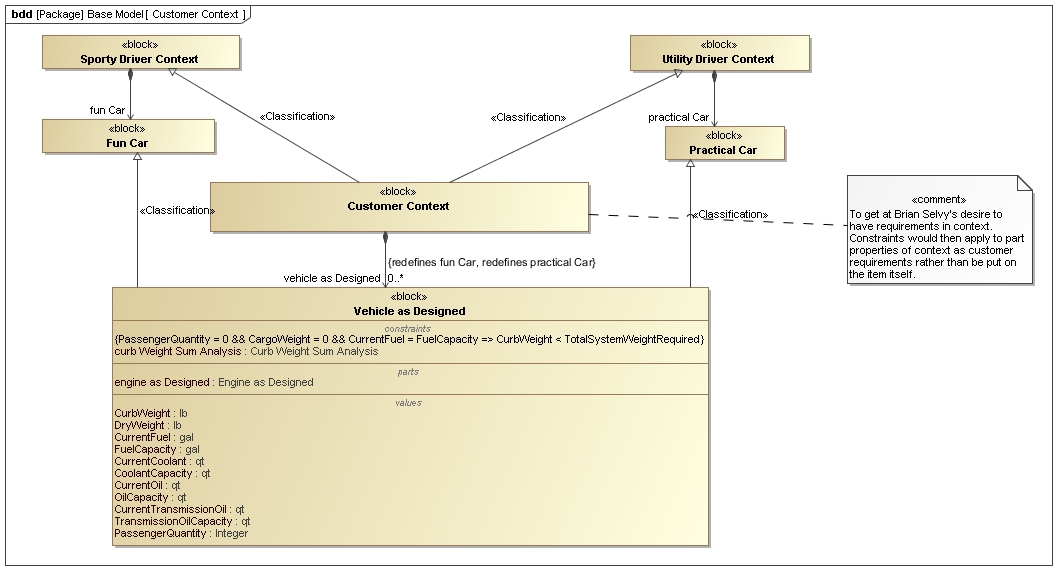 bdd [Package] Base Model[ Customer Context ]
«block»
Sporty Driver Context
«block»
Utility Driver Context
fun Car
«Classification»
«Classification»
practical Car
«block»
Fun Car
«block»
Practical Car
«block»
Customer Context
«Classification»
«Classification»
«comment»
To get at Brian Selvy's desire to
have requirements in context.
Constraints would then apply to part
properties of context as customer
requirements rather than be put on
the item itself.
{redefines fun Car, redefines practical Car}
vehicle as Designed 0..*
«block»
Vehicle as Designed
constraints
{PassengerQuantity = 0 && CargoWeight = 0 && CurrentFuel = FuelCapacity => CurbWeight < TotalSystemWeightRequired}
curb Weight Sum Analysis : Curb Weight Sum Analysis
parts
engine as Designed : Engine as Designed
values
CurbWeight : lb
DryWeight : lb
CurrentFuel : gal
FuelCapacity : gal
CurrentCoolant : qt
CoolantCapacity : qt
CurrentOil : qt
OilCapacity : qt
CurrentTransmissionOil : qt
TransmissionOilCapacity : qt
PassengerQuantity : Integer